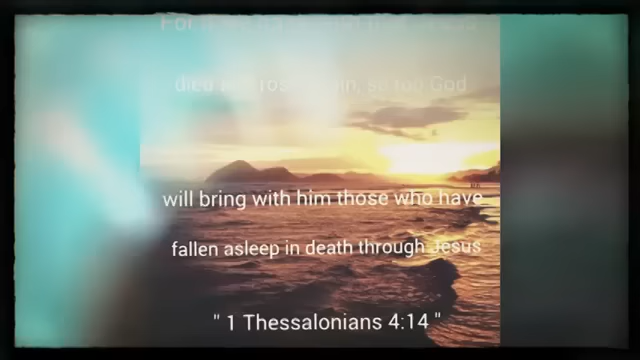 died rose so too God
will bring with him those who have
fallen asleep in death through Jesus
" 1 Thessalonians 4:14 "